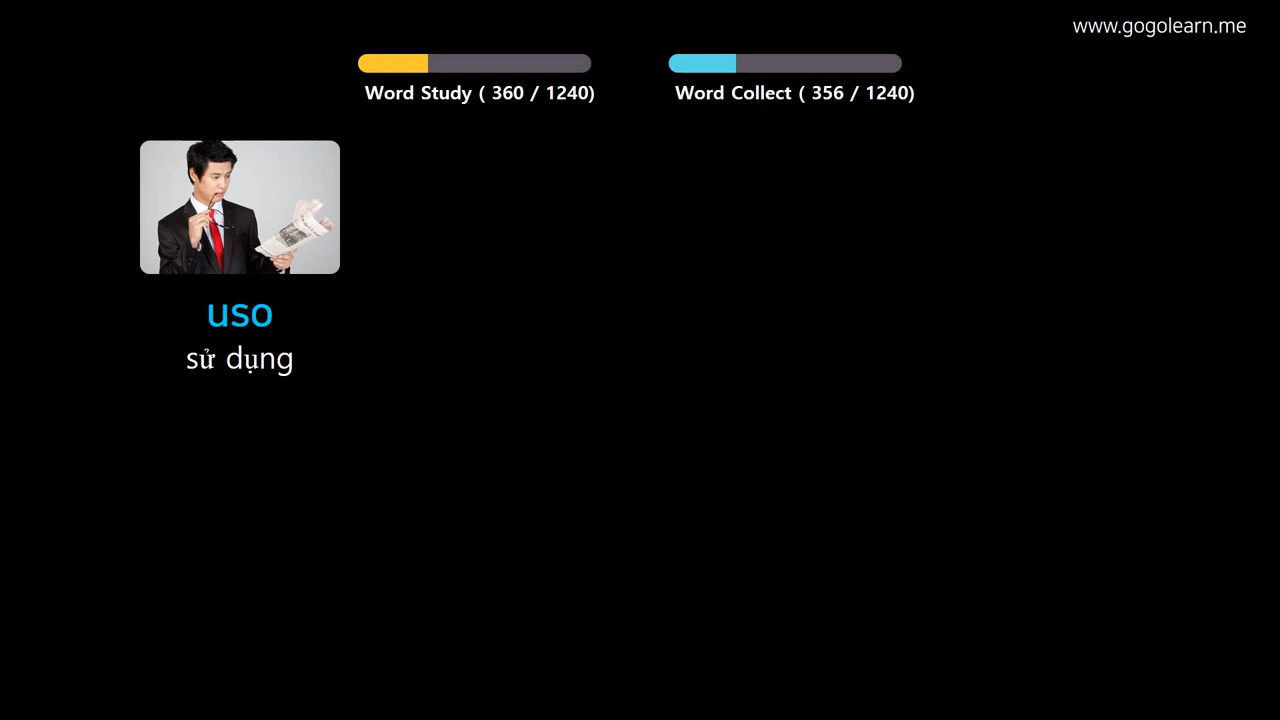 www.gogolearn.me
Word Study ( 360 / 1240)
Word Collect ( 356 / 1240)
uso
sử dụng